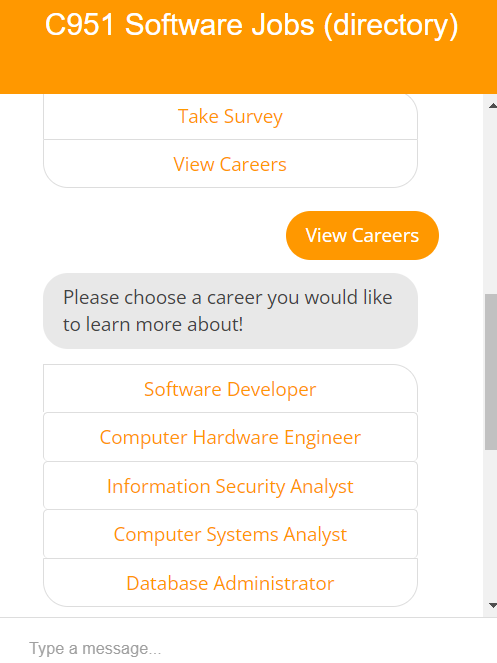 C951 Software Jobs (directory)
Take Survey
View Careers
View Careers
Please choose a career you would like
to learn more about!
Software Developer
Computer Hardware Engineer
Information Security Analyst
Computer Systems Analyst
Database Administrator
Type a message...